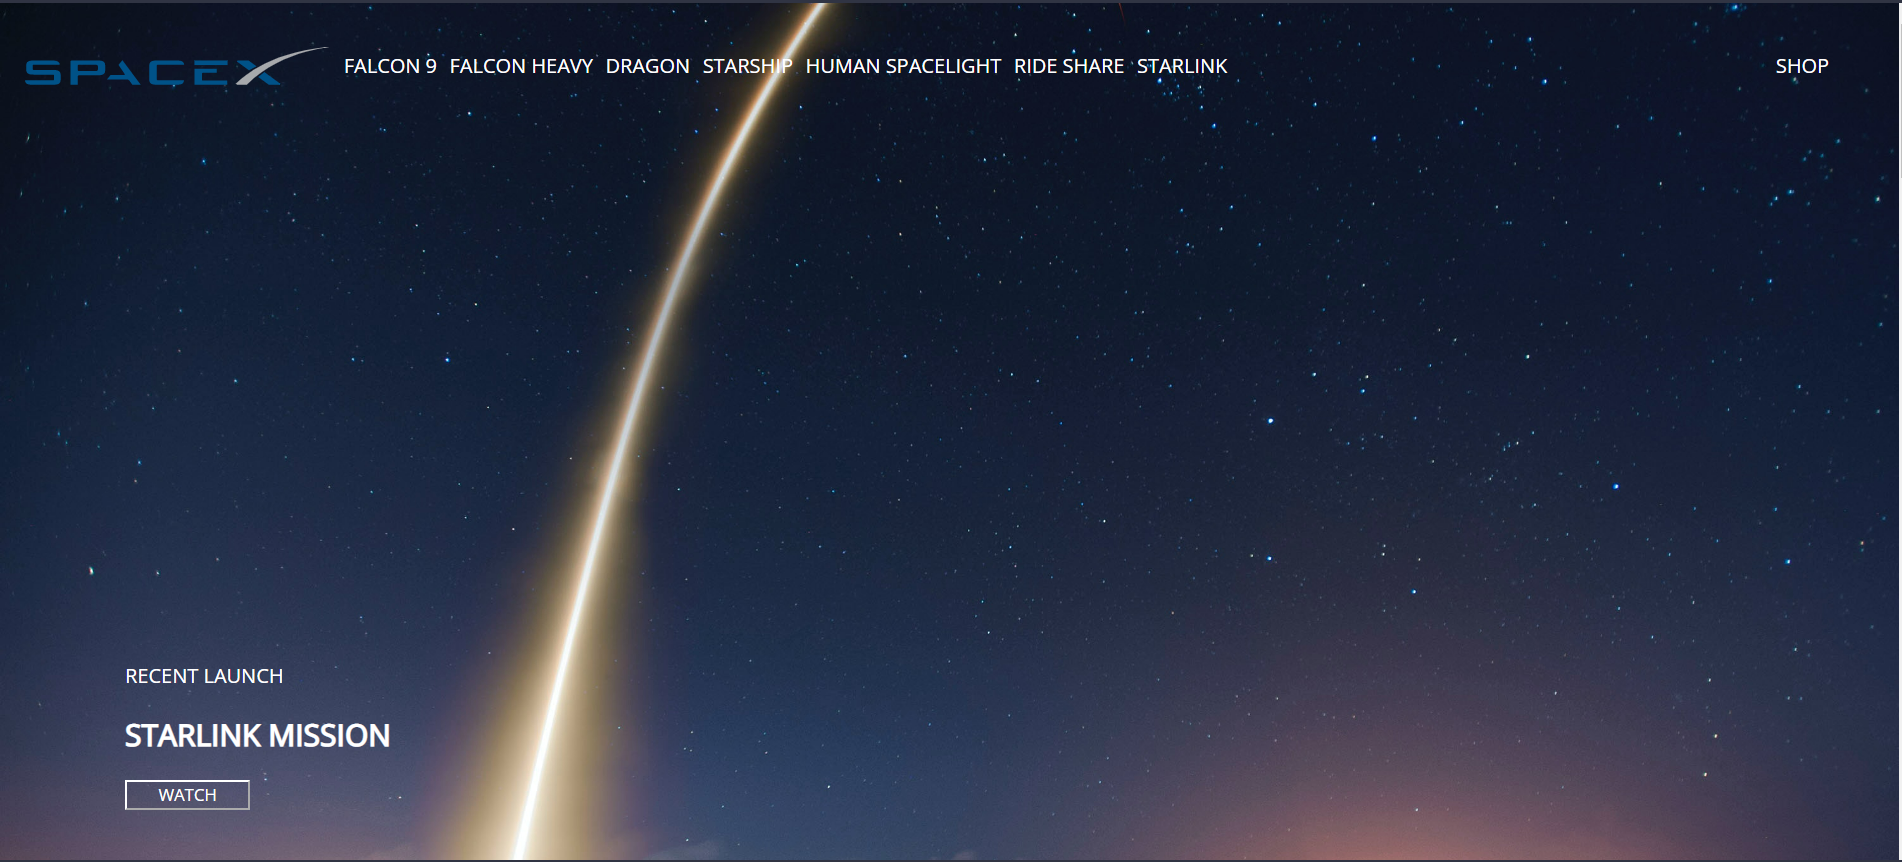 SPACEX FALCON 9 FALCON HEAVY DRAGON STARSHIP HUMAN SPACELIGHT RIDE SHARE STARLINK SHOP
RECENT LAUNCH
STARLINK MISSION
WATCH